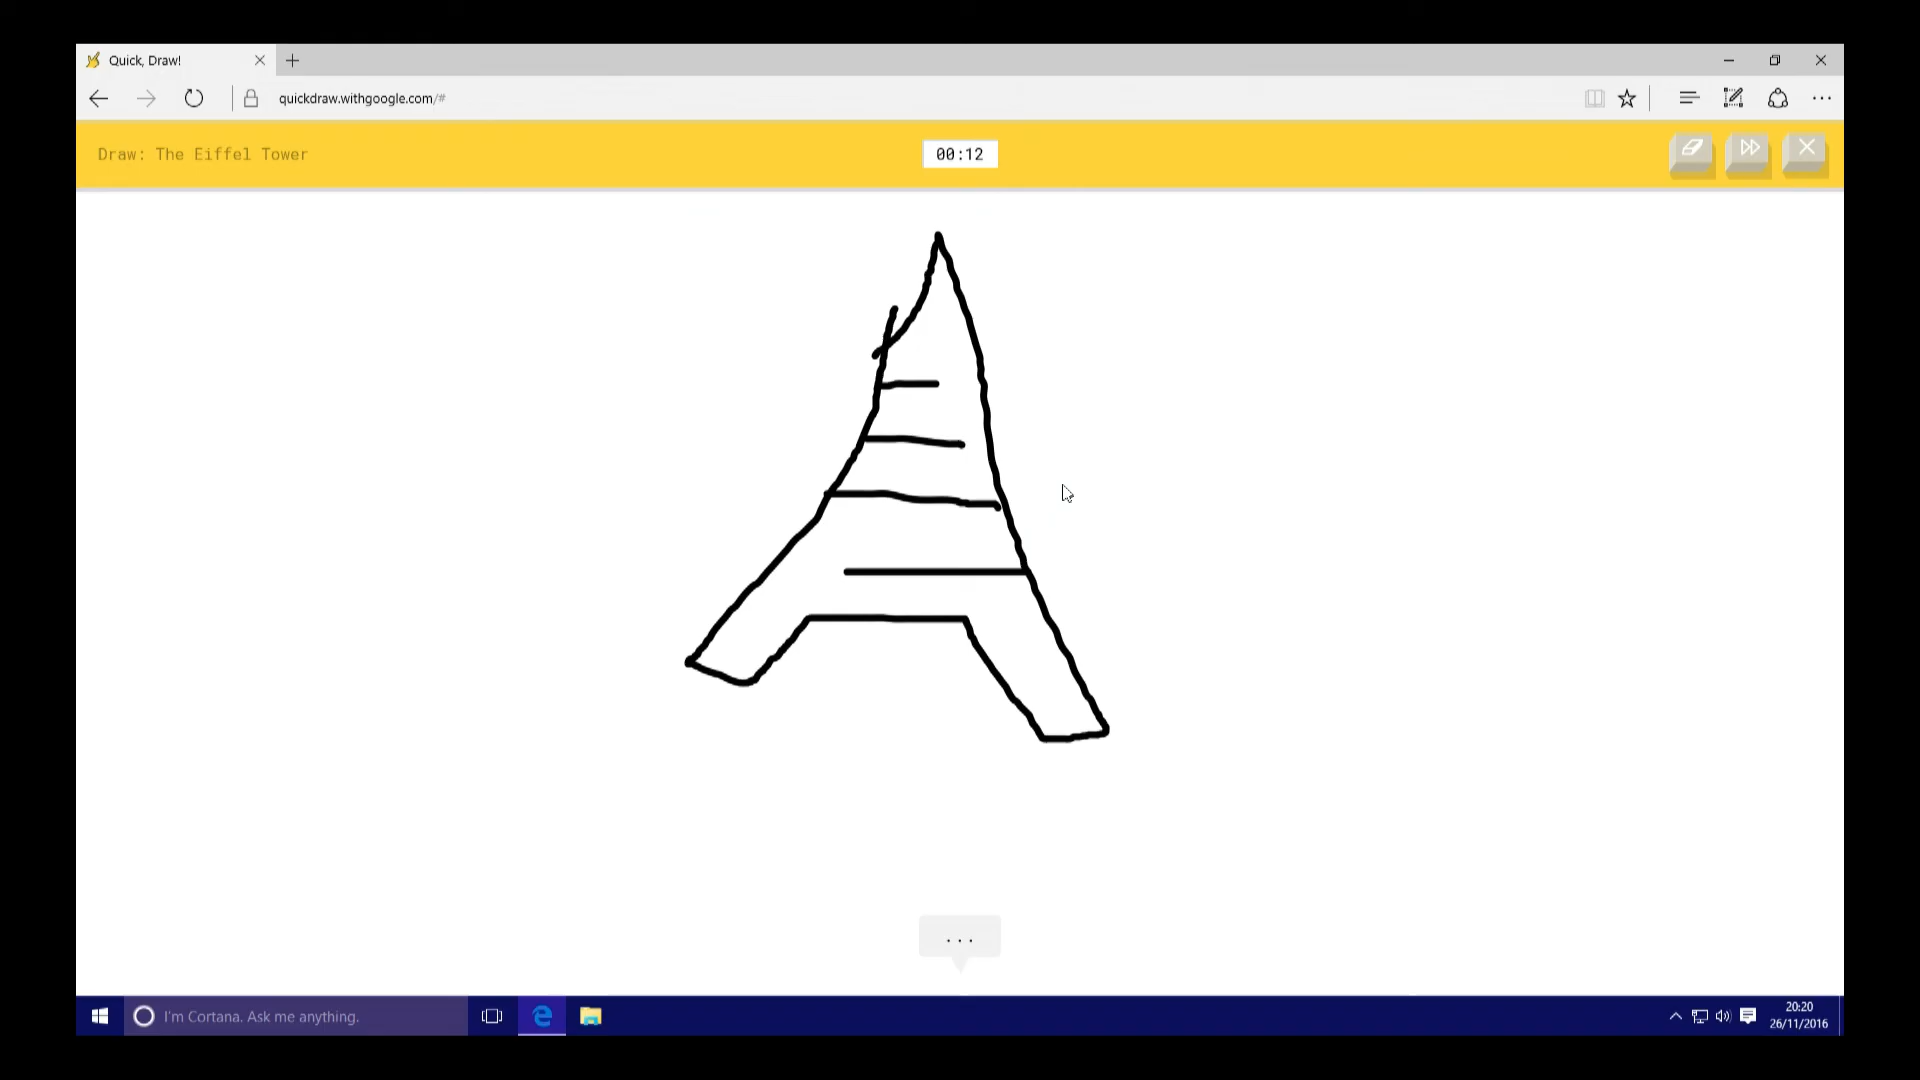 Quick, Draw!
quickdraw.withgoogle.com/#
Draw: The Eiffel Tower
00:12
...
I'm Cortana. Ask me anything.
20:20
26/11/2016